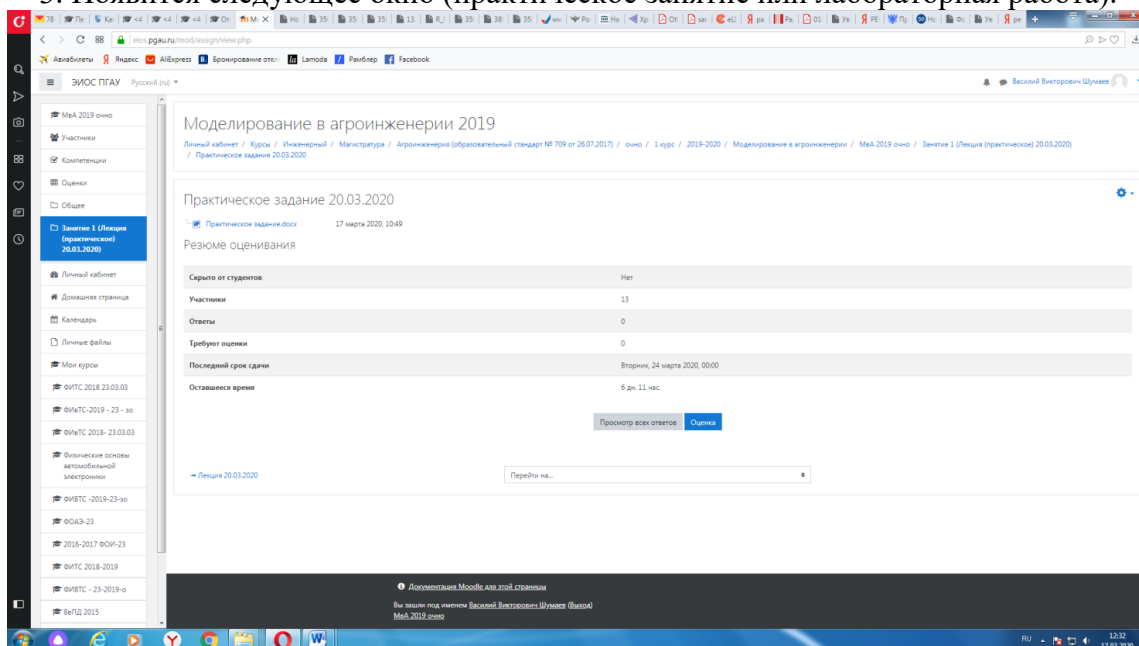 5. Появится следующее окно (практическое занятие или лабораторная работа).
eios.pgau.ru/mod/assign/view.php
Авиабилеты Яндекс AliExpress Бронирование отел Lamoda Рамблер Facebook
ЭИОС ПГАУ Русский (ru)
Василий Викторович Шумаев
МвА 2019 очно
Участники
Компетенции
Оценки
Общее
Занятие 1 (Лекция
(практическое)
20.03.2020)
Личный кабинет
Домашняя страница
Календарь
Личные файлы
Мои курсы
ФИТС 2018 23.03.03
ФИвТС-2019 - 23 - зо
ФИвТС 2018- 23.03.03
Физические основы
автомобильной
электроники
ФИВТС -2019-23-зо
ФОАЭ-23
2016-2017 ФОИ-23
ФИТС 2018-2019
ФИВТС - 23-2019-о
ВвПД 2015
Моделирование в агроинженерии 2019
Личный кабинет / Курсы / Инженерный / Магистратура / Агроинженерия (образовательный стандарт № 709 от 26.07.2017) / очно / 1 курс / 2019-2020 / Моделирование в агроинженерии / МвА 2019 очно / Занятие 1 (Лекция (практическое) 20.03.2020)
/ Практическое задание 20.03.2020
Практическое задание 20.03.2020
Практическое задание.docx 17 марта 2020, 10:49
Резюме оценивания
Скрыто от студентов Нет
Участники 13
Ответы 0
Требуют оценки 0
Последний срок сдачи Вторник, 24 марта 2020, 00:00
Оставшееся время 6 дн. 11 час.
Просмотр всех ответов Оценка
→ Лекция 20.03.2020 Перейти на...
Документация Moodle для этой страницы
Вы зашли под именем Василий Викторович Шумаев (Выход)
МвА 2019 очно
RU 12:32
17.03.2020